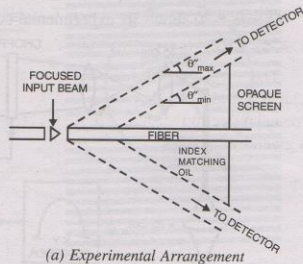 TO DETECTOR
θ"max
FOCUSED
INPUT BEAM
θ"min
OPAQUE
SCREEN
FIBER
INDEX
MATCHING
OIL
TO DETECTOR
(a) Experimental Arrangement